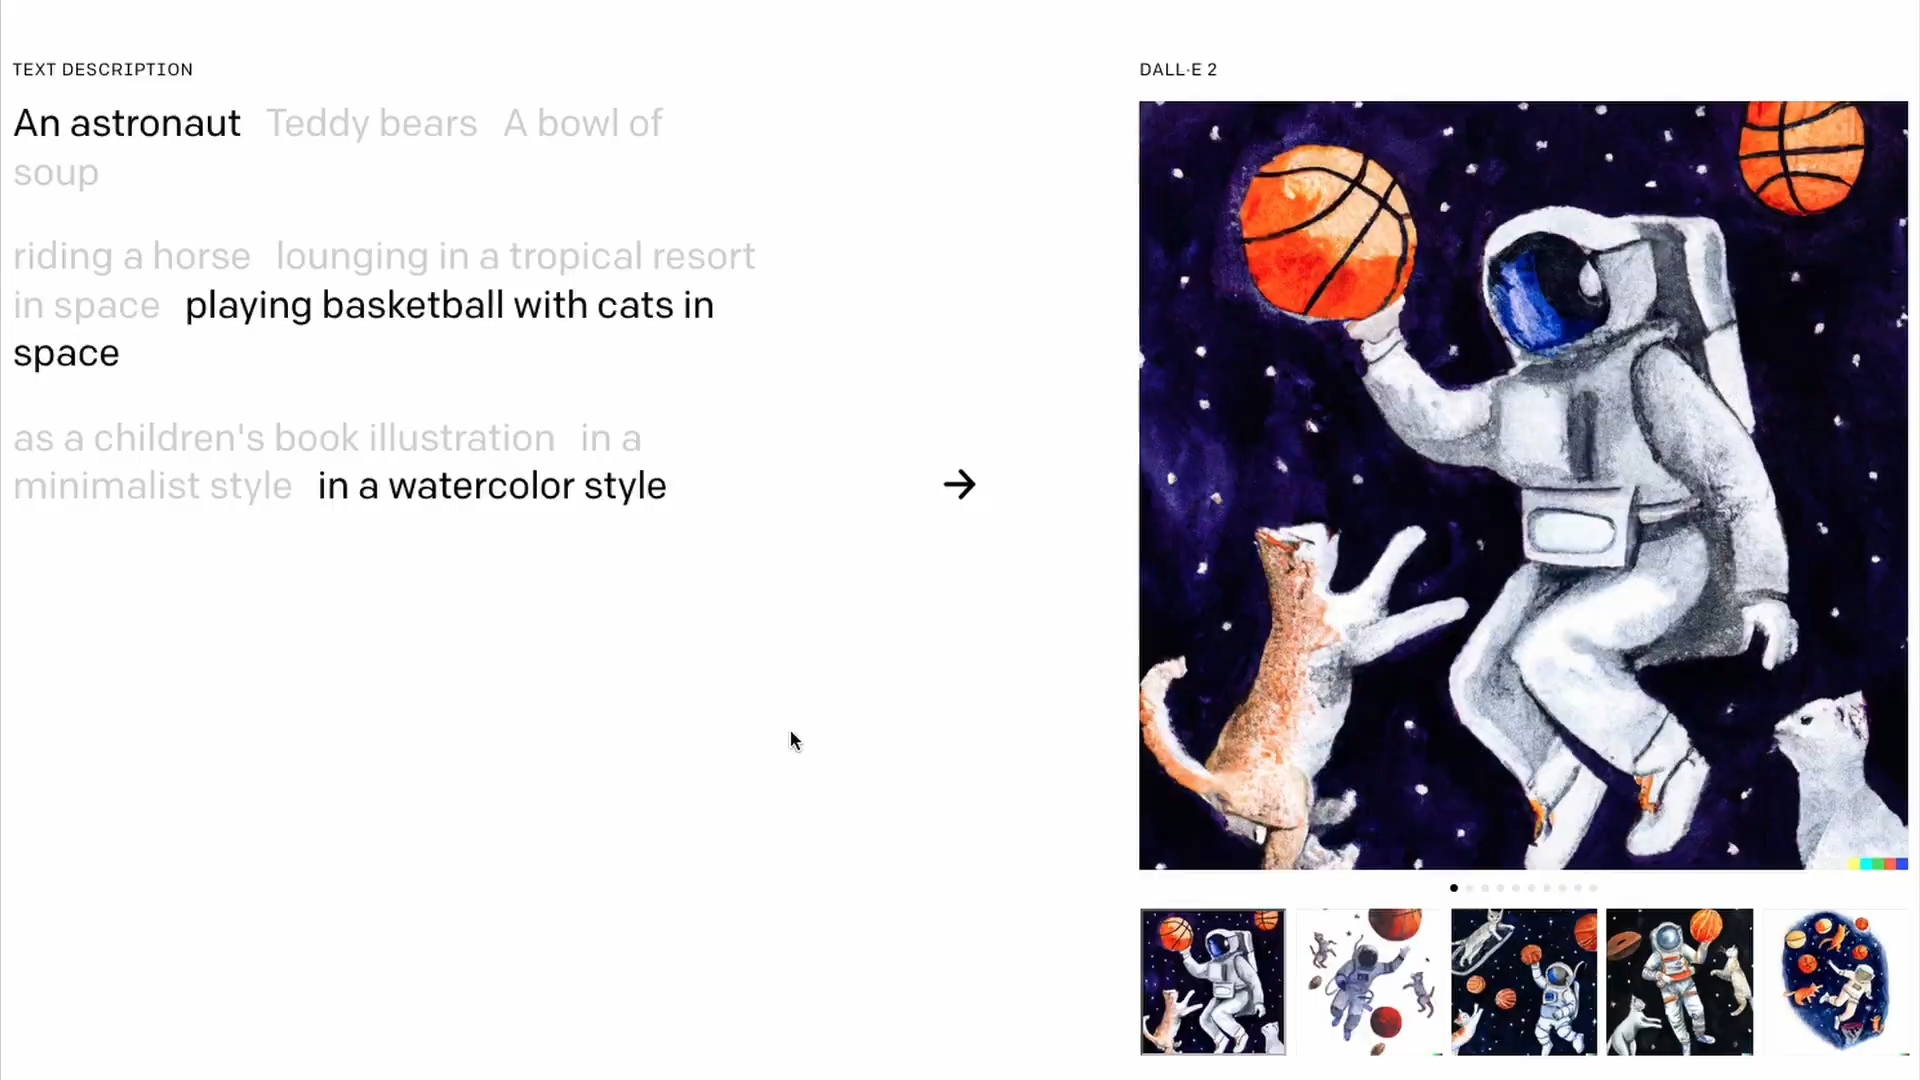 TEXT DESCRIPTION
An astronaut Teddy bears A bowl of
soup
riding a horse lounging in a tropical resort
in space playing basketball with cats in
space
as a children's book illustration in a
minimalist style in a watercolor style
DALL·E 2